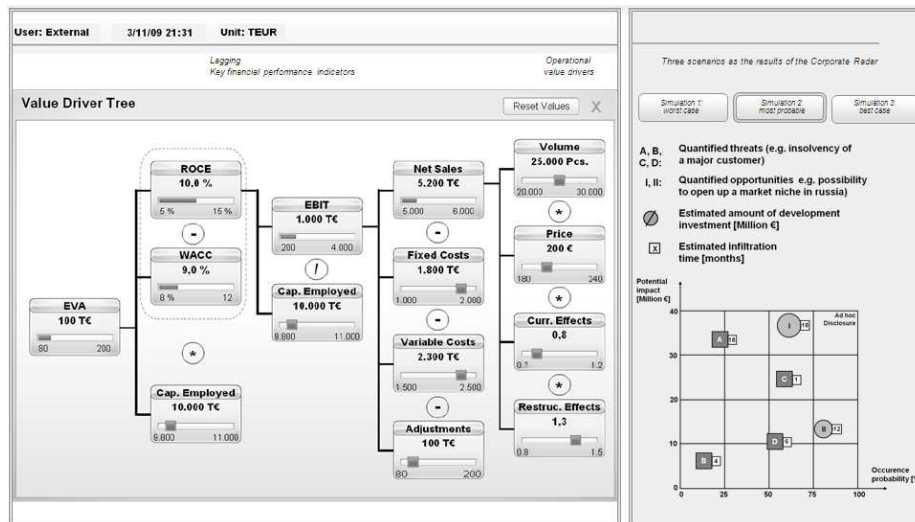 User: External 3/11/09 21:31 Unit: TEUR
Lagging
Key financial performance indicators
Operational
value drivers
Value Driver Tree
Reset Values X
EVA
100 T€
80 200
ROCE
10.0 %
5 % 15 %
-
WACC
9.0 %
8 % 12
*
Cap. Employed
10.000 T€
9.800 11.000
EBIT
1.000 T€
200 4.000
/
Cap. Employed
10.000 T€
9.800 11.000
Net Sales
5.200 T€
5.000 6.000
-
Fixed Costs
1.800 T€
1.000 2.000
-
Variable Costs
2.300 T€
1.500 2.500
-
Adjustments
100 T€
80 200
Volume
25.000 Pcs.
20.000 30.000
*
Price
200 €
180 240
*
Curr. Effects
0,8
0.7 1.2
*
Restruc. Effects
1,3
0.8 1.5
Three scenarios as the results of the Corporate Radar
Simulation 1:
worst case
Simulation 2:
most probable
Simulation 3:
best case
A, B, Quantified threats (e.g. insolvency of
C, D: a major customer)
I, II: Quantified opportunities e.g. possibility
to open up a market niche in russia)
Estimated amount of development
investment [Million €]
x Estimated infiltration
time [months]
Potential
impact
[Million €]
Ad hoc
Disclosure
40
30
20
10
0
A 18
I 18
C 1
II 12
D 6
B 4
0 25 50 75 100
Occurence
probability [%